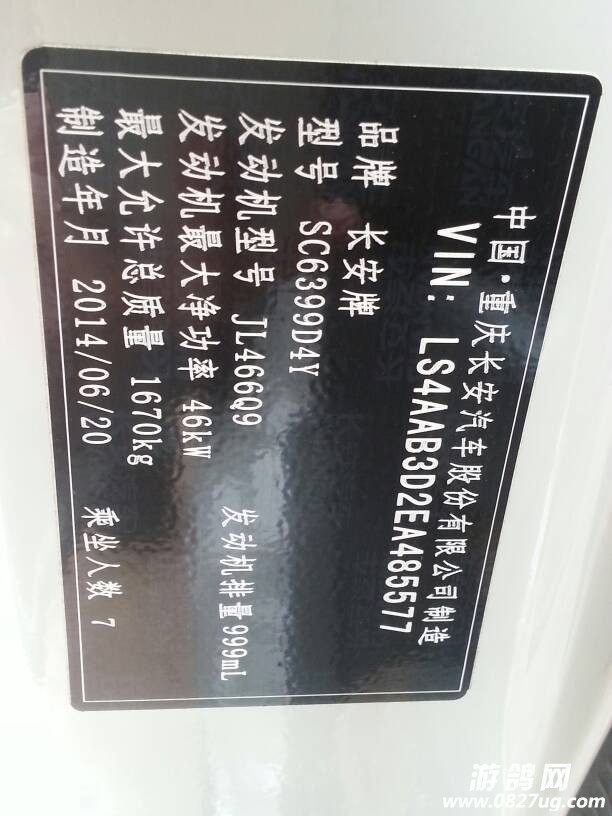 中国·重庆长安汽车股份有限公司制造
VIN: LS4AAB3D2EA485577
品牌 长安牌
型号 SC6399D4Y
发动机型号 JL466Q9 发动机排量 999mL
发动机最大净功率 46kW
最大允许总质量 1670kg
制造年月 2014/06/20 乘坐人数 7
游鸽网
www.0827ug.com